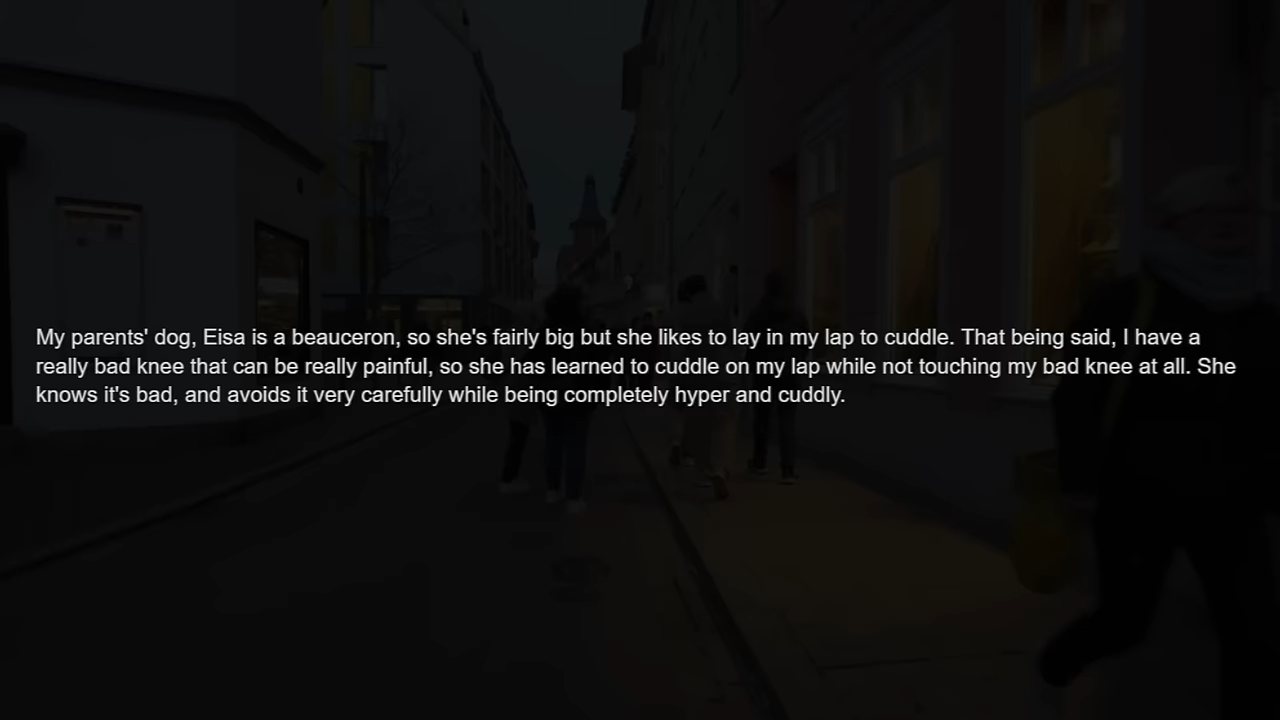 My parents' dog, Eisa is a beauceron, so she's fairly big but she likes to lay in my lap to cuddle. That being said, I have a
really bad knee that can be really painful, so she has learned to cuddle on my lap while not touching my bad knee at all. She
knows it's bad, and avoids it very carefully while being completely hyper and cuddly.